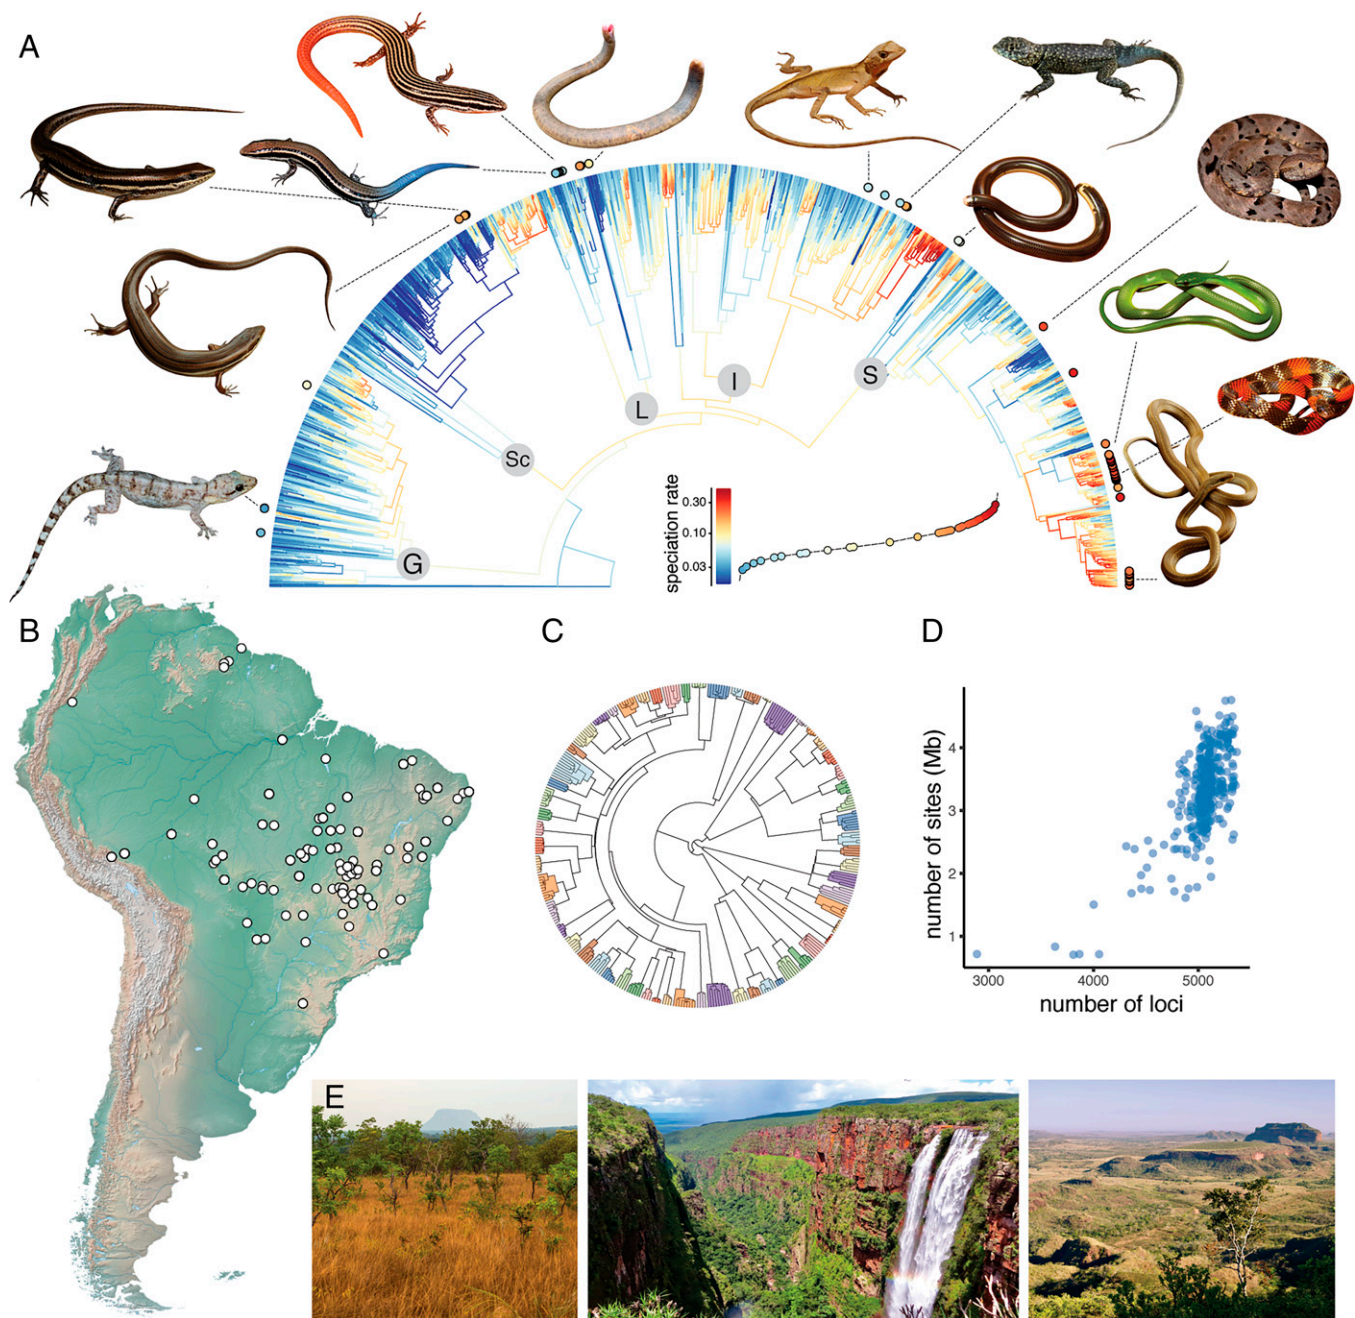 A
I
S
L
Sc
G
speciation rate
0.30
0.10
0.03
B
C
D
number of sites (Mb)
4
3
2
1
3000
4000
5000
number of loci
E